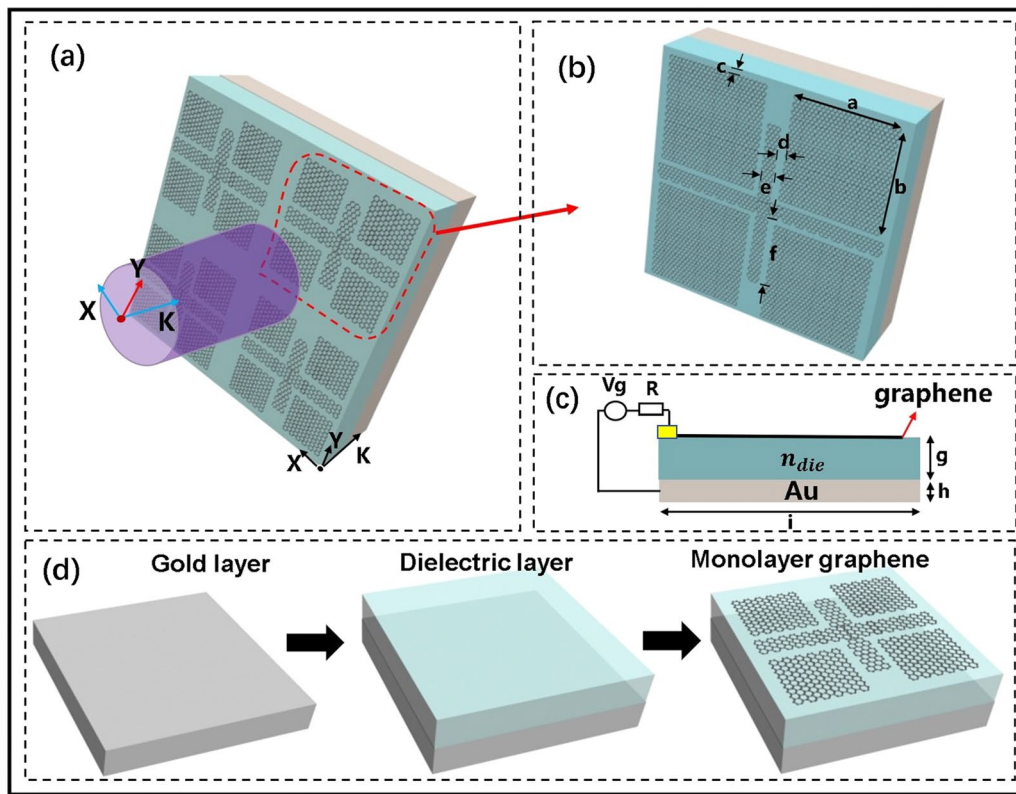 (a)
Y
X
K
X
Y
K
(b)
c
a
d
e
b
f
(c)
Vg
R
graphene
n_die
g
Au
h
i
(d)
Gold layer
Dielectric layer
Monolayer graphene